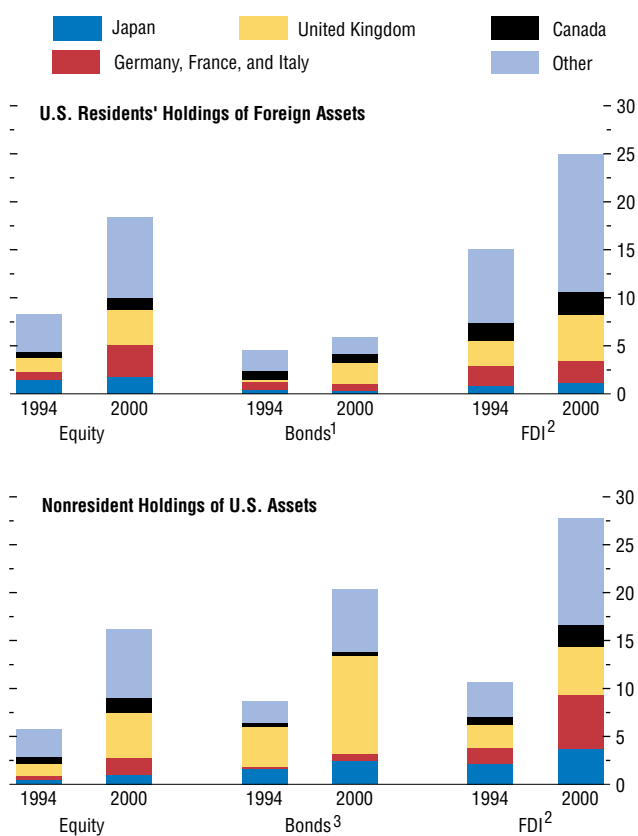 Japan
United Kingdom
Canada
Germany, France, and Italy
Other
U.S. Residents' Holdings of Foreign Assets
30
25
20
15
10
5
0
1994 2000 1994 2000 1994 2000
Equity Bonds1 FDI2
Nonresident Holdings of U.S. Assets
30
25
20
15
10
5
0
1994 2000 1994 2000 1994 2000
Equity Bonds3 FDI2